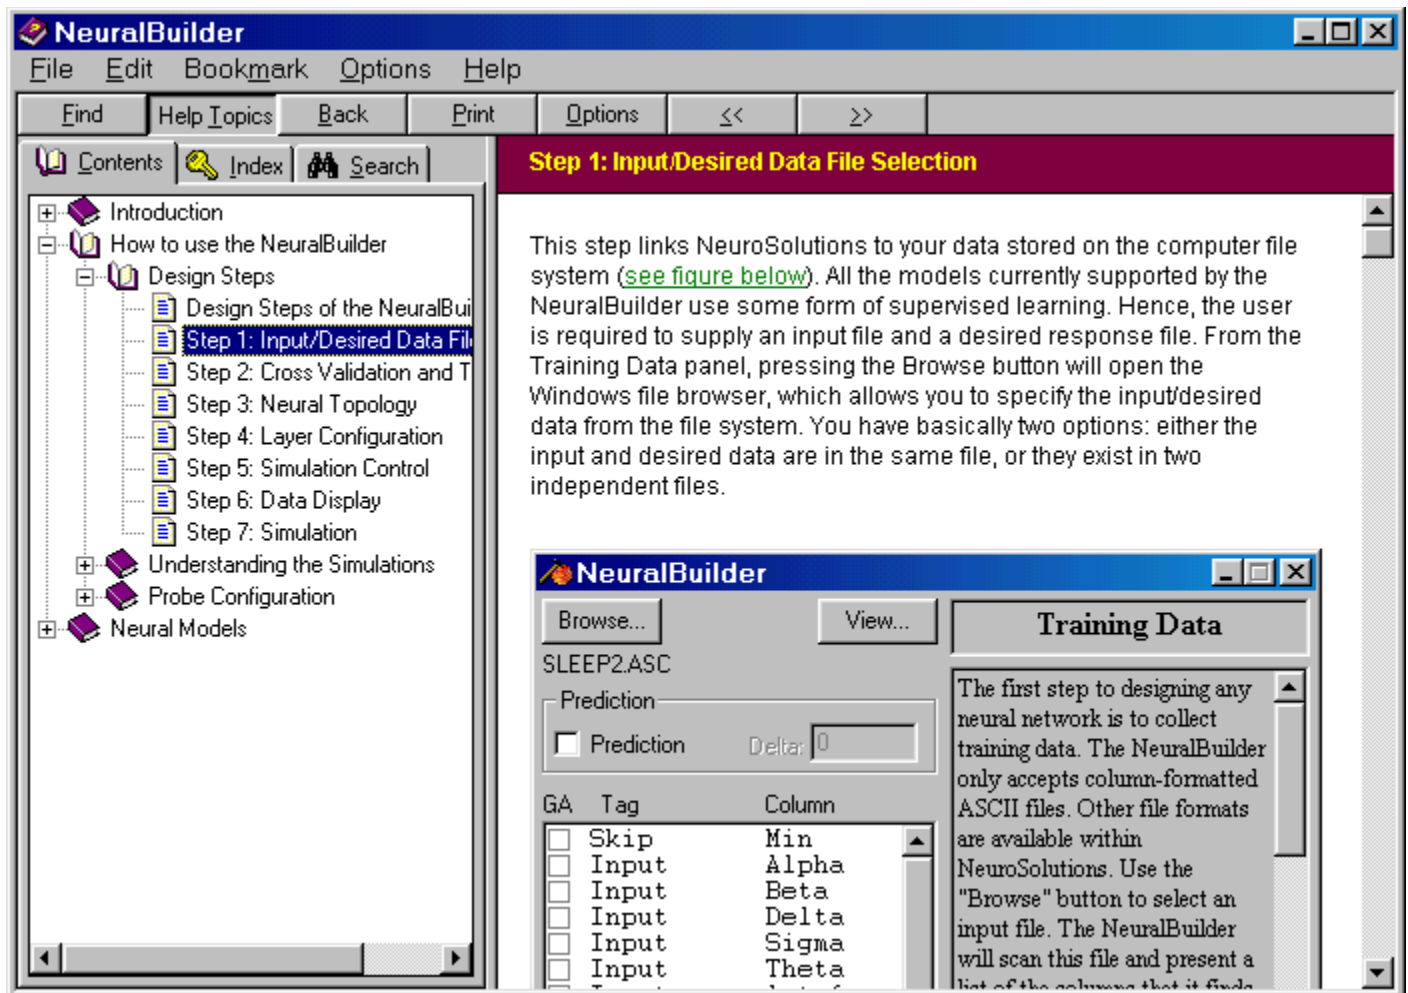 NeuralBuilder
File Edit Bookmark Options Help
Find Help Topics Back Print Options << >>
Contents Index Search
Introduction
How to use the NeuralBuilder
Design Steps
Design Steps of the NeuralBui
Step 1: Input/Desired Data Fil
Step 2: Cross Validation and T
Step 3: Neural Topology
Step 4: Layer Configuration
Step 5: Simulation Control
Step 6: Data Display
Step 7: Simulation
Understanding the Simulations
Probe Configuration
Neural Models
Step 1: Input/Desired Data File Selection
This step links NeuroSolutions to your data stored on the computer file
system (see figure below). All the models currently supported by the
NeuralBuilder use some form of supervised learning. Hence, the user
is required to supply an input file and a desired response file. From the
Training Data panel, pressing the Browse button will open the
Windows file browser, which allows you to specify the input/desired
data from the file system. You have basically two options: either the
input and desired data are in the same file, or they exist in two
independent files.
NeuralBuilder
Browse... View...
SLEEP2.ASC
Prediction
Prediction Delta: 0
GA Tag Column
Skip Min
Input Alpha
Input Beta
Input Delta
Input Sigma
Input Theta
Training Data
The first step to designing any
neural network is to collect
training data. The NeuralBuilder
only accepts column-formatted
ASCII files. Other file formats
are available within
NeuroSolutions. Use the
"Browse" button to select an
input file. The NeuralBuilder
will scan this file and present a
list of the columns that it finds